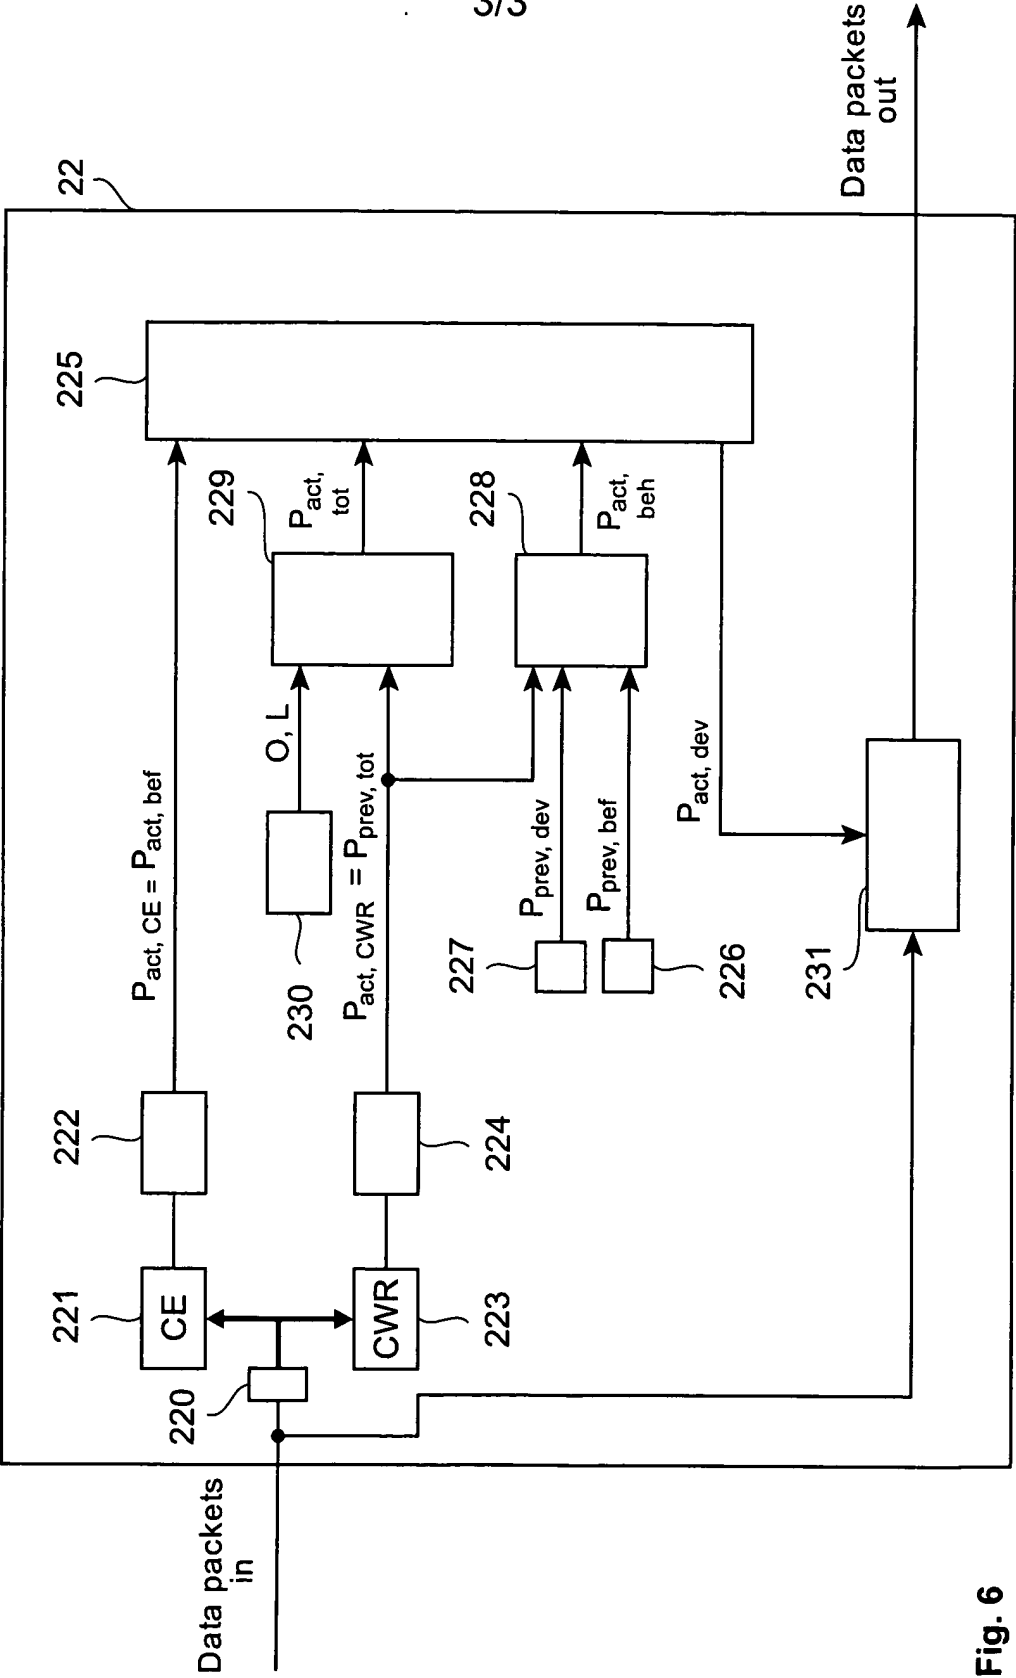 3/3
22
225
P_act, CE = P_act, bef
229
P_act, tot
O, L
230
P_act, CWR = P_prev, tot
228
P_act, beh
P_prev, dev
P_prev, bef
227
226
P_act, dev
231
222
224
221
CE
CWR
223
220
Data packets
in
Data packets
out
Fig. 6